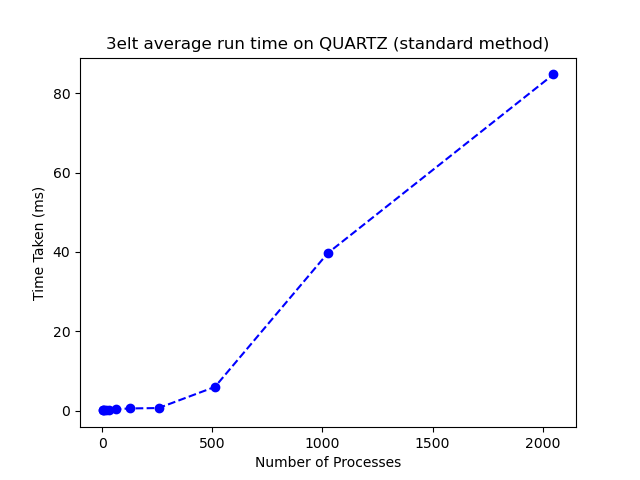 3elt average run time on QUARTZ (standard method)
80
60
40
20
0
Time Taken (ms)
0 500 1000 1500 2000
Number of Processes